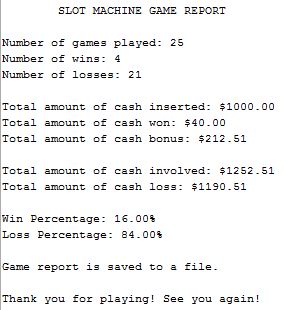 SLOT MACHINE GAME REPORT
Number of games played: 25
Number of wins: 4
Number of losses: 21
Total amount of cash inserted: $1000.00
Total amount of cash won: $40.00
Total amount of cash bonus: $212.51
Total amount of cash involved: $1252.51
Total amount of cash loss: $1190.51
Win Percentage: 16.00%
Loss Percentage: 84.00%
Game report is saved to a file.
Thank you for playing! See you again!